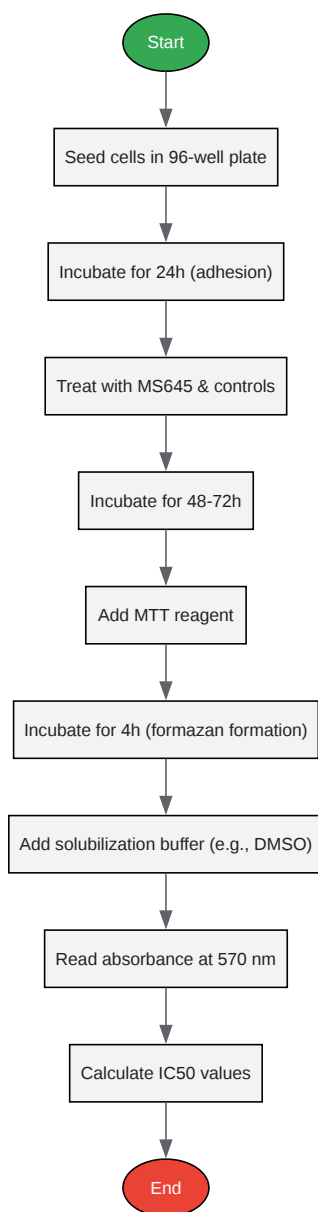 Start
Seed cells in 96-well plate
Incubate for 24h (adhesion)
Treat with MS645 & controls
Incubate for 48-72h
Add MTT reagent
Incubate for 4h (formazan formation)
Add solubilization buffer (e.g., DMSO)
Read absorbance at 570 nm
Calculate IC50 values
End